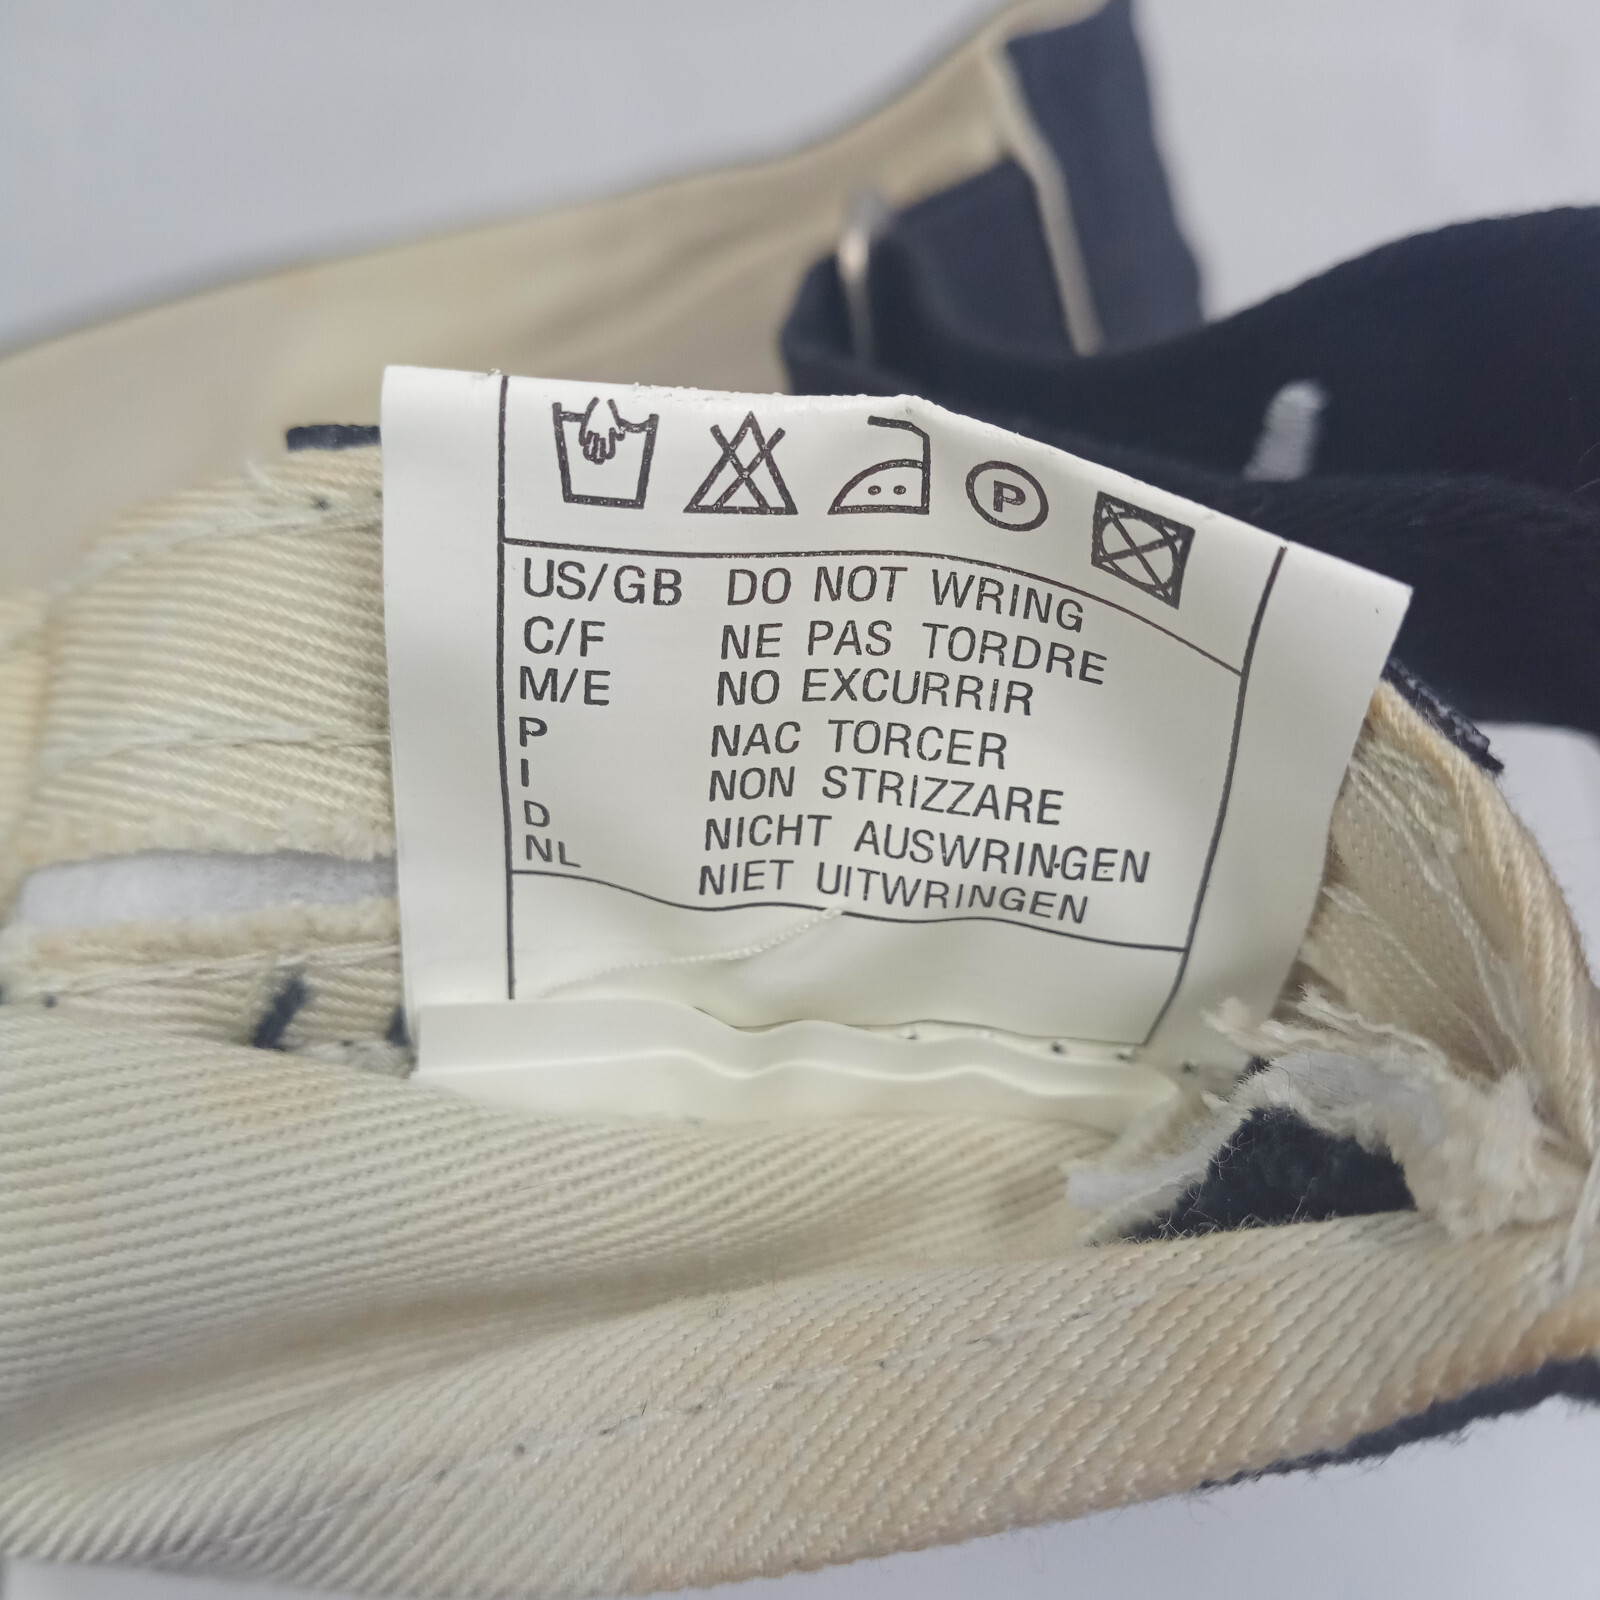 P
US/GB DO NOT WRING
C/F NE PAS TORDRE
M/E NO EXCURRIR
P NAC TORCER
I NON STRIZZARE
D NICHT AUSWRINGEN
NL NIET UITWRINGEN